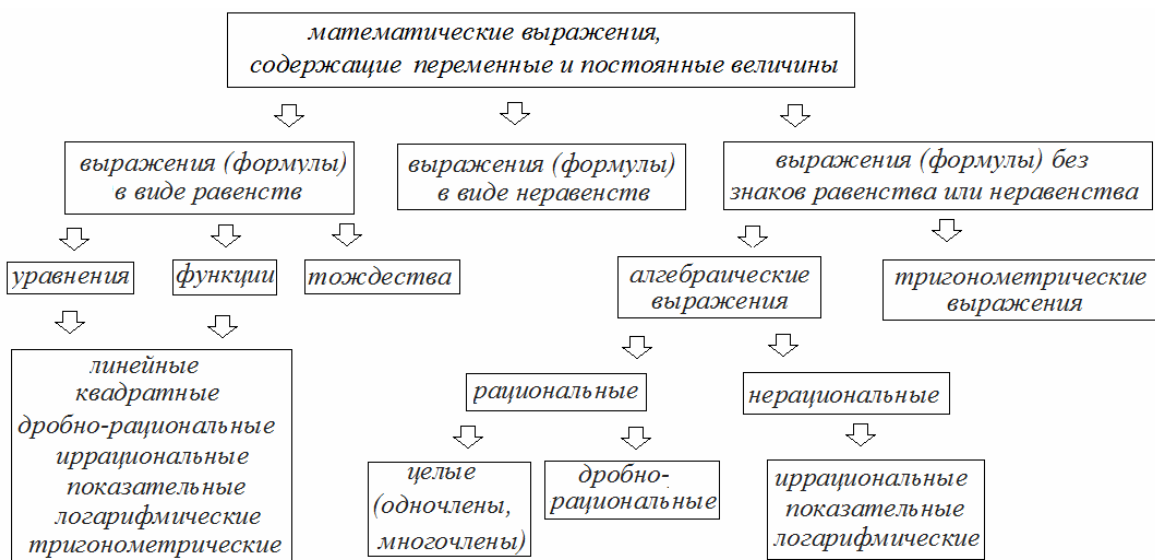 математические выражения,
содержащие переменные и постоянные величины
выражения (формулы)
в виде равенств
выражения (формулы)
в виде неравенств
выражения (формулы) без
знаков равенства или неравенства
уравнения
функции
тождества
алгебраические
выражения
тригонометрические
выражения
линейные
квадратные
дробно-рациональные
иррациональные
показательные
логарифмические
тригонометрические
рациональные
нерациональные
целые
(одночлены,
многочлены)
дробно-
рациональные
иррациональные
показательные
логарифмические